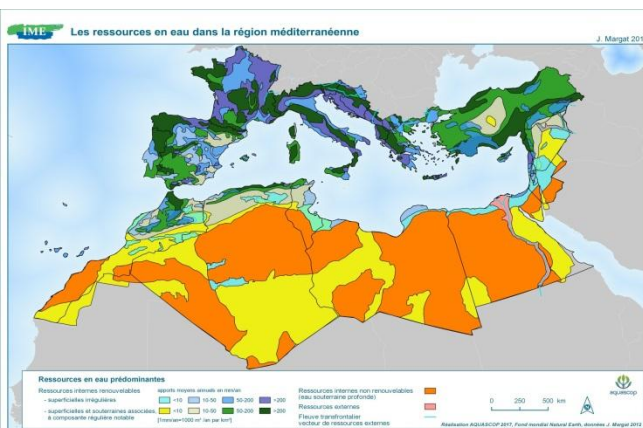 IME
Les ressources en eau dans la région méditerranéenne
J. Margat 201
Ressources en eau prédominantes
Ressources internes renouvelables
apports moyens annuels en mm/an
- superficielles irrégulières
<10 10-50 50-200 >200
- superficielles et souterraines associées, à composante régulière notable
<10 10-50 50-200 >200
[1mm/an=1000 m³ /an par km²]
Ressources internes non renouvelables
(eau souterraine profonde)
Ressources externes
Fleuve transfrontalier
vecteur de ressources externes
0 250 500 km
aquascop
Réalisation AQUASCOP 2017, Fond mondial Natural Earth, données J. Margat 201